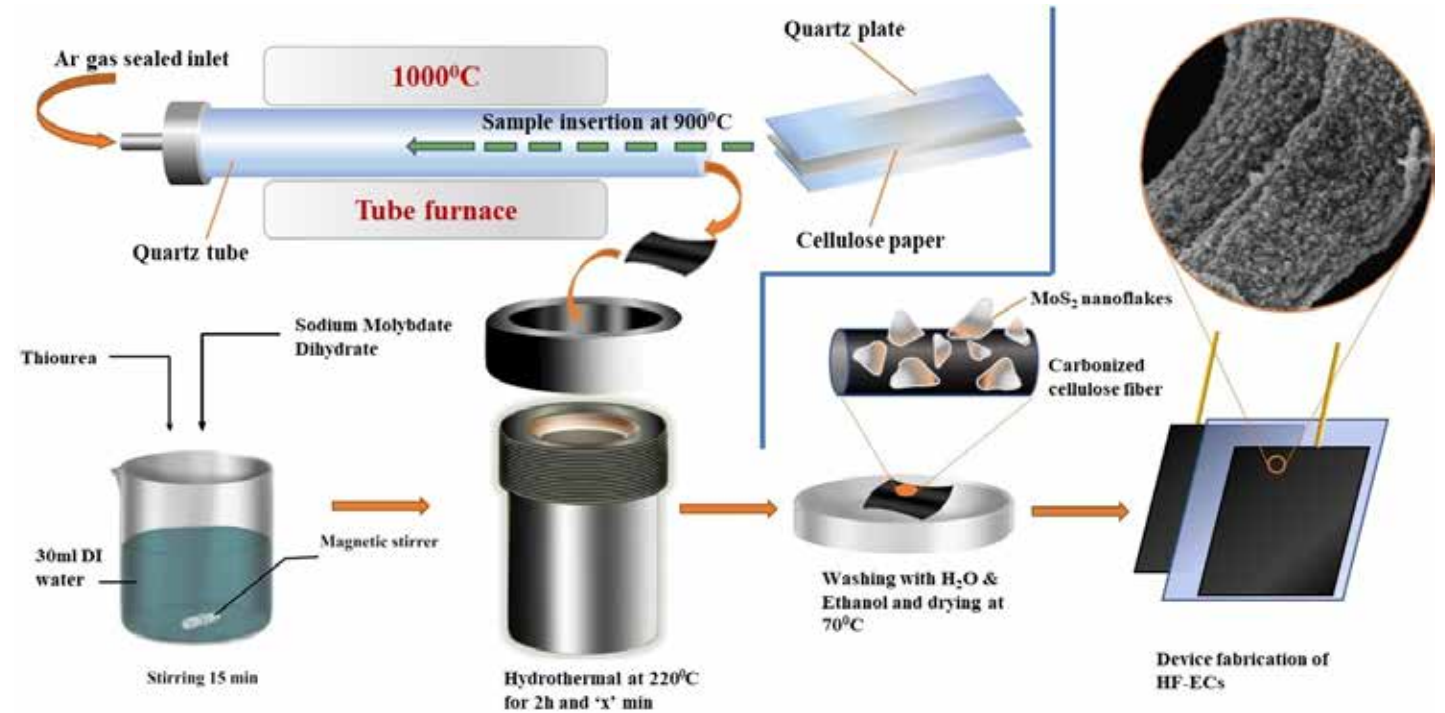 Ar gas sealed inlet
1000⁰C
Sample insertion at 900⁰C
Tube furnace
Quartz tube
Quartz plate
Cellulose paper
Thiourea
Sodium Molybdate
Dihydrate
30ml DI
water
Magnetic stirrer
Stirring 15 min
Hydrothermal at 220⁰C
for 2h and ‘x’ min
MoS₂ nanoflakes
Carbonized
cellulose fiber
Washing with H₂O &
Ethanol and drying at
70⁰C
Device fabrication of
HF-ECs